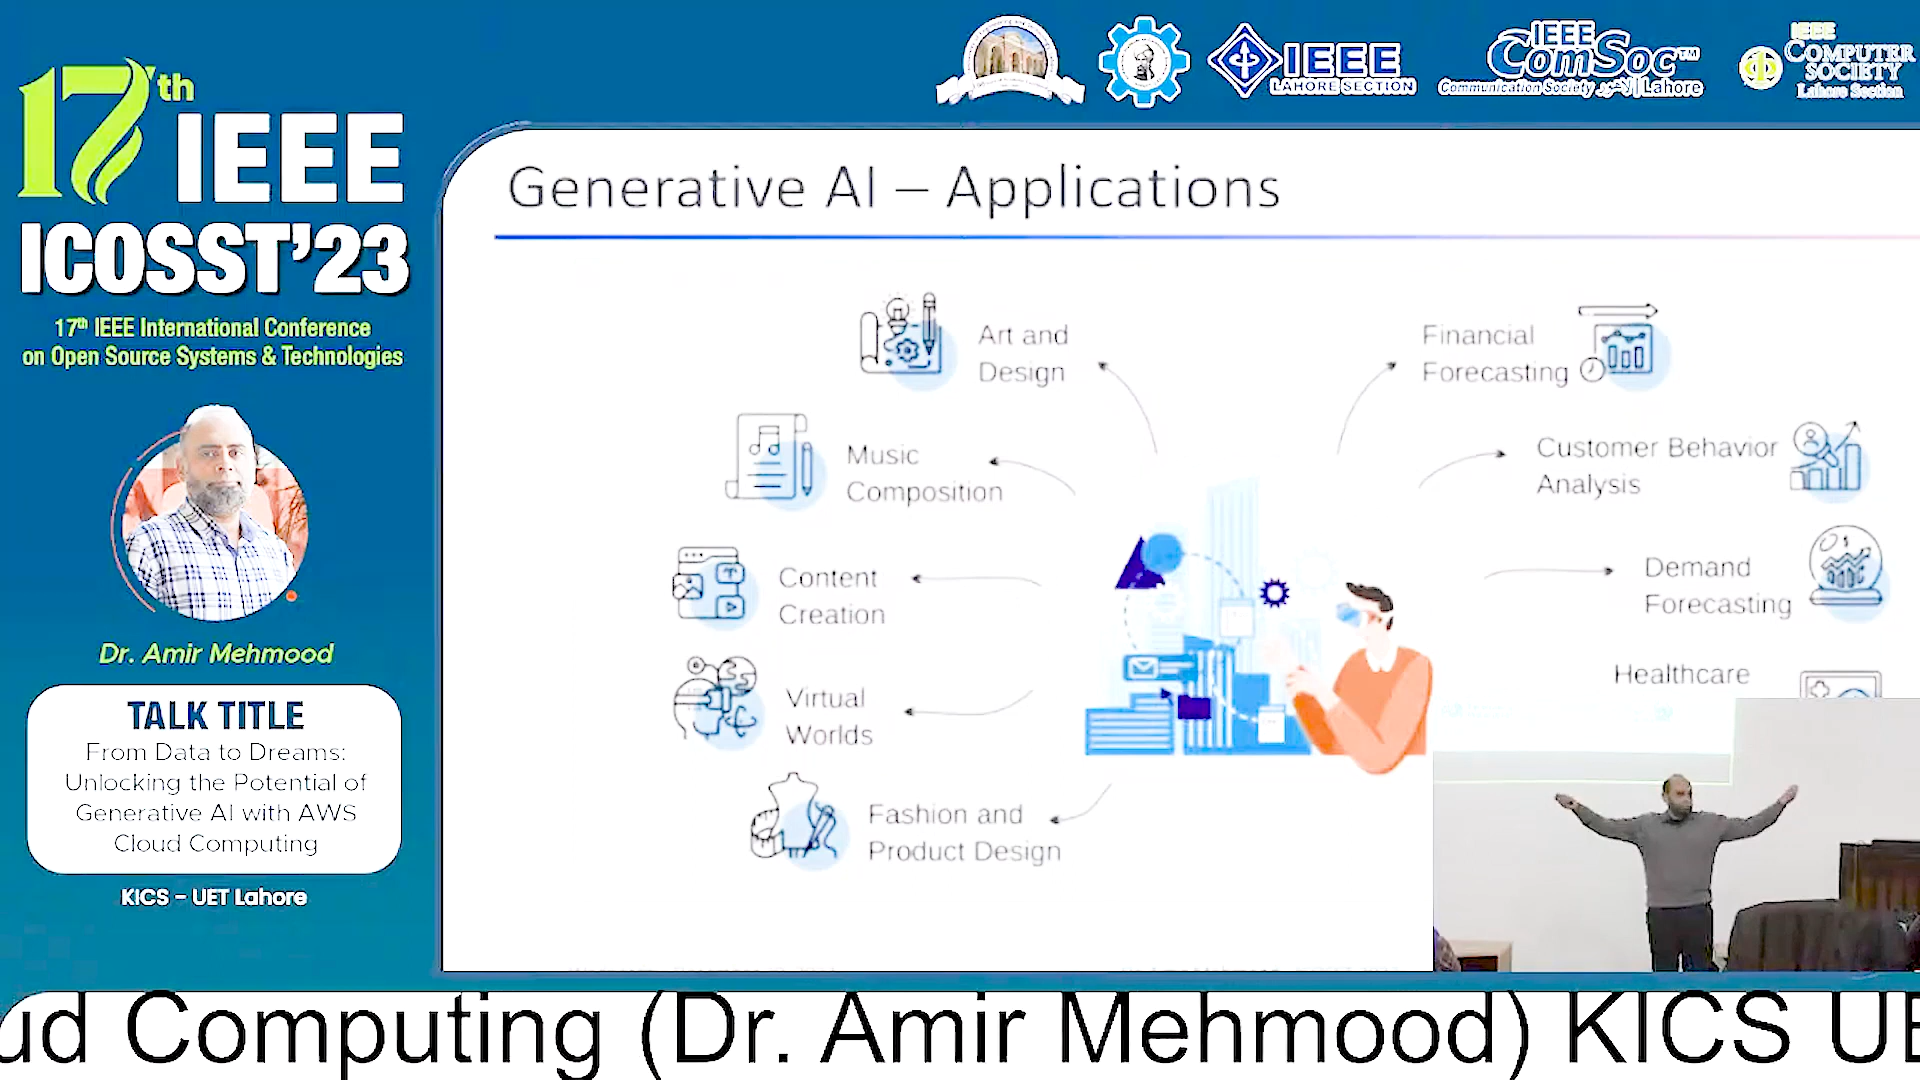 17th
IEEE
ICOSST'23
17th IEEE International Conference
on Open Source Systems & Technologies
Dr. Amir Mehmood
TALK TITLE
From Data to Dreams:
Unlocking the Potential of
Generative AI with AWS
Cloud Computing
KICS - UET Lahore
IEEE
LAHORE SECTION
IEEE
ComSoc™
Communication Society لاہور Lahore
IEEE
COMPUTER
SOCIETY
Lahore Section
Generative AI – Applications
Art and
Design
Music
Composition
Content
Creation
Virtual
Worlds
Fashion and
Product Design
Financial
Forecasting
Customer Behavior
Analysis
Demand
Forecasting
Healthcare
ud Computing (Dr. Amir Mehmood) KICS UE